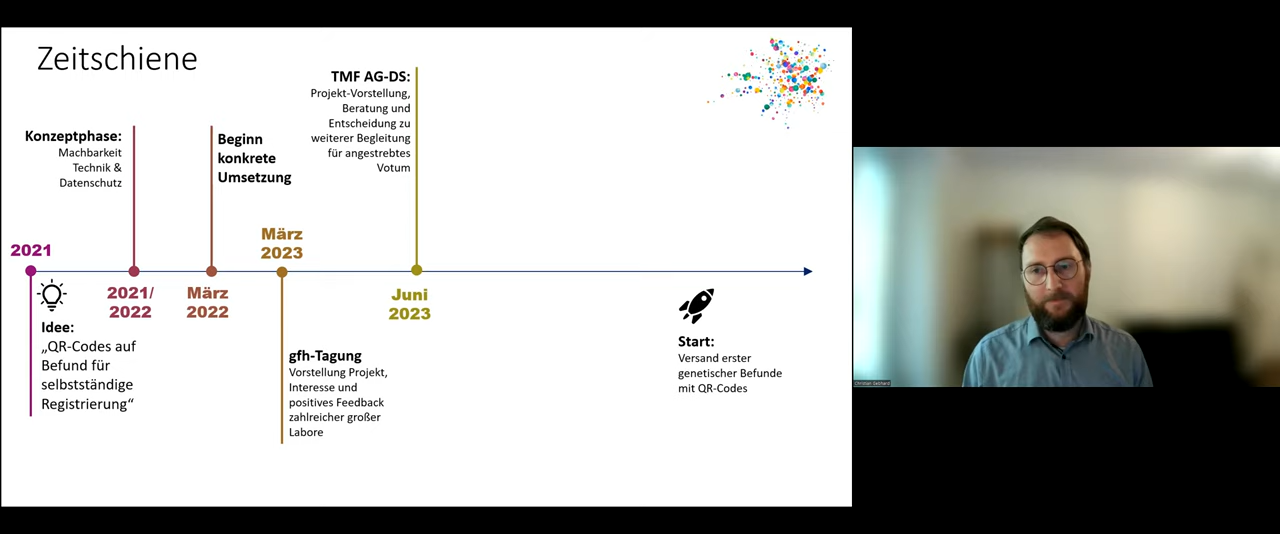 Zeitschiene
TMF AG-DS:
Projekt-Vorstellung,
Beratung und
Entscheidung zu
weiterer Begleitung
für angestrebtes
Votum
Konzeptphase:
Machbarkeit
Technik &
Datenschutz
Beginn
konkrete
Umsetzung
2021
März
2023
2021/
2022
März
2022
Juni
2023
Idee:
„QR-Codes auf
Befund für
selbstständige
Registrierung“
gfh-Tagung
Vorstellung Projekt,
Interesse und
positives Feedback
zahlreicher großer
Labore
Start:
Versand erster
genetischer Befunde
mit QR-Codes
Christian Gebhard